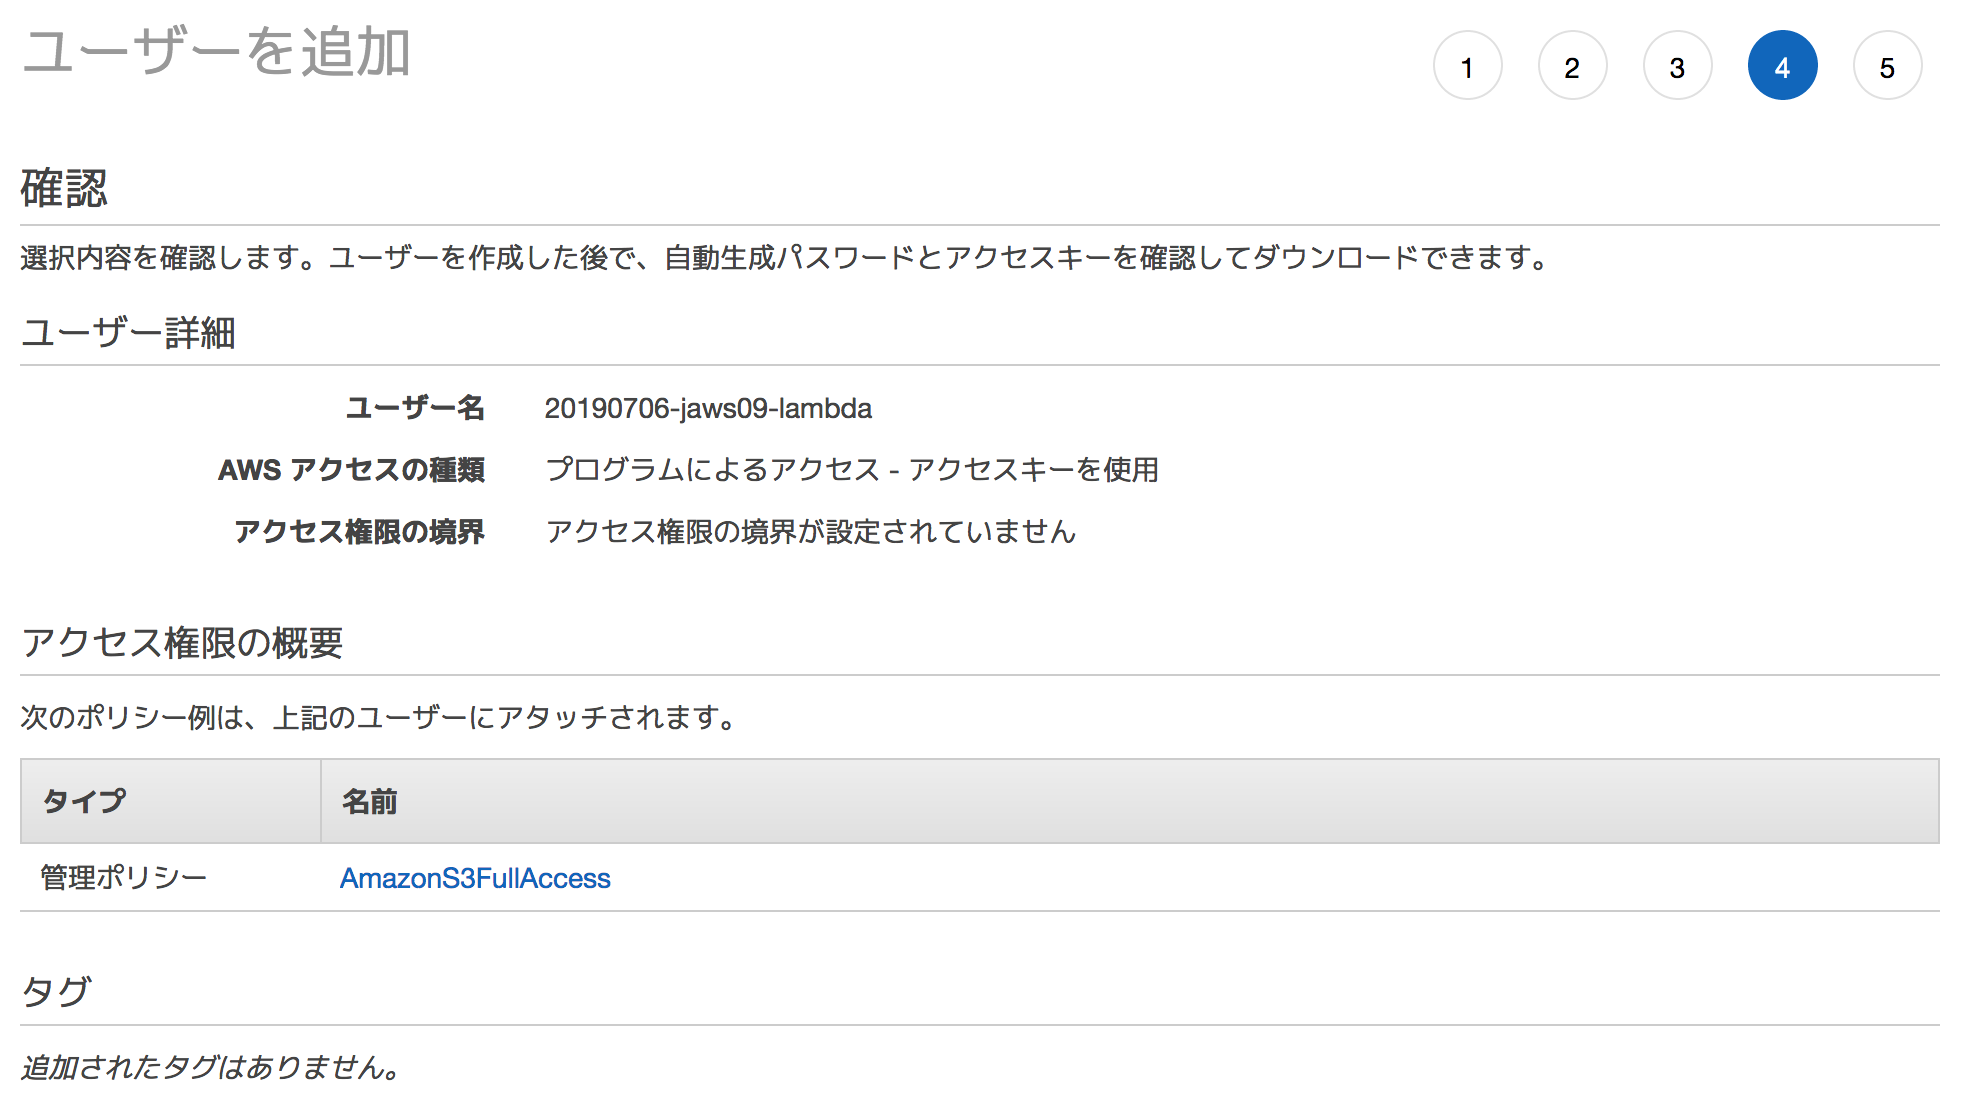 ユーザーを追加
1 2 3 4 5
確認
選択内容を確認します。ユーザーを作成した後で、自動生成パスワードとアクセスキーを確認してダウンロードできます。
ユーザー詳細
ユーザー名 20190706-jaws09-lambda
AWS アクセスの種類 プログラムによるアクセス - アクセスキーを使用
アクセス権限の境界 アクセス権限の境界が設定されていません
アクセス権限の概要
次のポリシー例は、上記のユーザーにアタッチされます。
タイプ 名前
管理ポリシー AmazonS3FullAccess
タグ
追加されたタグはありません。